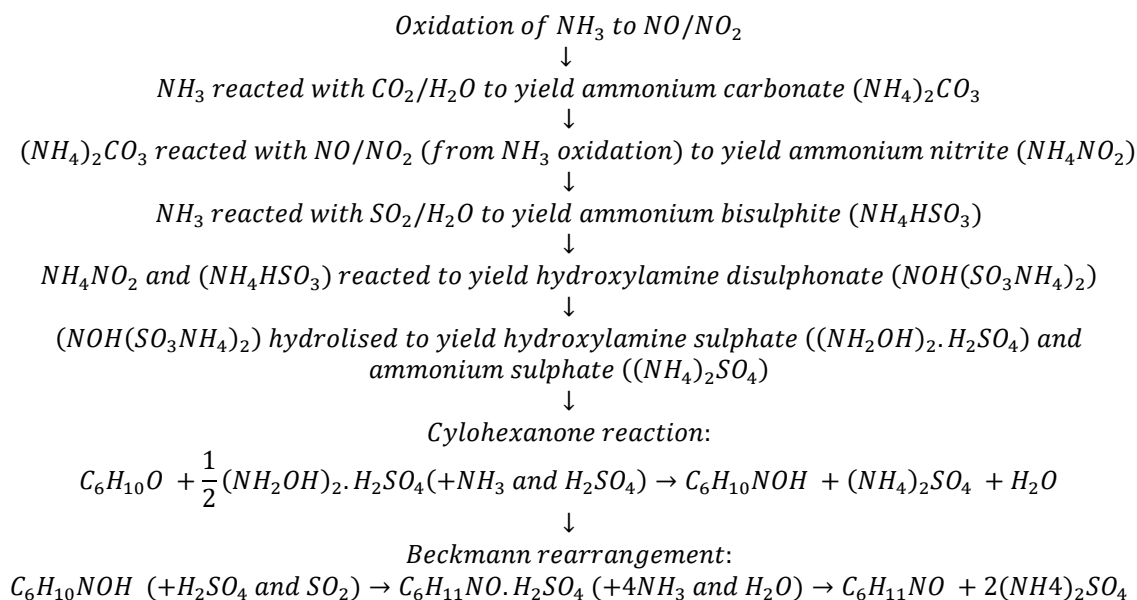 Oxidation of NH₃ to NO/NO₂
↓
NH₃ reacted with CO₂/H₂O to yield ammonium carbonate (NH₄)₂CO₃
↓
(NH₄)₂CO₃ reacted with NO/NO₂ (from NH₃ oxidation) to yield ammonium nitrite (NH₄NO₂)
↓
NH₃ reacted with SO₂/H₂O to yield ammonium bisulphite (NH₄HSO₃)
↓
NH₄NO₂ and (NH₄HSO₃) reacted to yield hydroxylamine disulphonate (NOH(SO₃NH₄)₂)
↓
(NOH(SO₃NH₄)₂) hydrolised to yield hydroxylamine sulphate ((NH₂OH)₂.H₂SO₄) and
ammonium sulphate ((NH₄)₂SO₄)
↓
Cylohexanone reaction:
C₆H₁₀O + 1/2 (NH₂OH)₂.H₂SO₄(+NH₃ and H₂SO₄) → C₆H₁₀NOH + (NH₄)₂SO₄ + H₂O
↓
Beckmann rearrangement:
C₆H₁₀NOH (+H₂SO₄ and SO₂) → C₆H₁₁NO.H₂SO₄ (+4NH₃ and H₂O) → C₆H₁₁NO + 2(NH4)₂SO₄